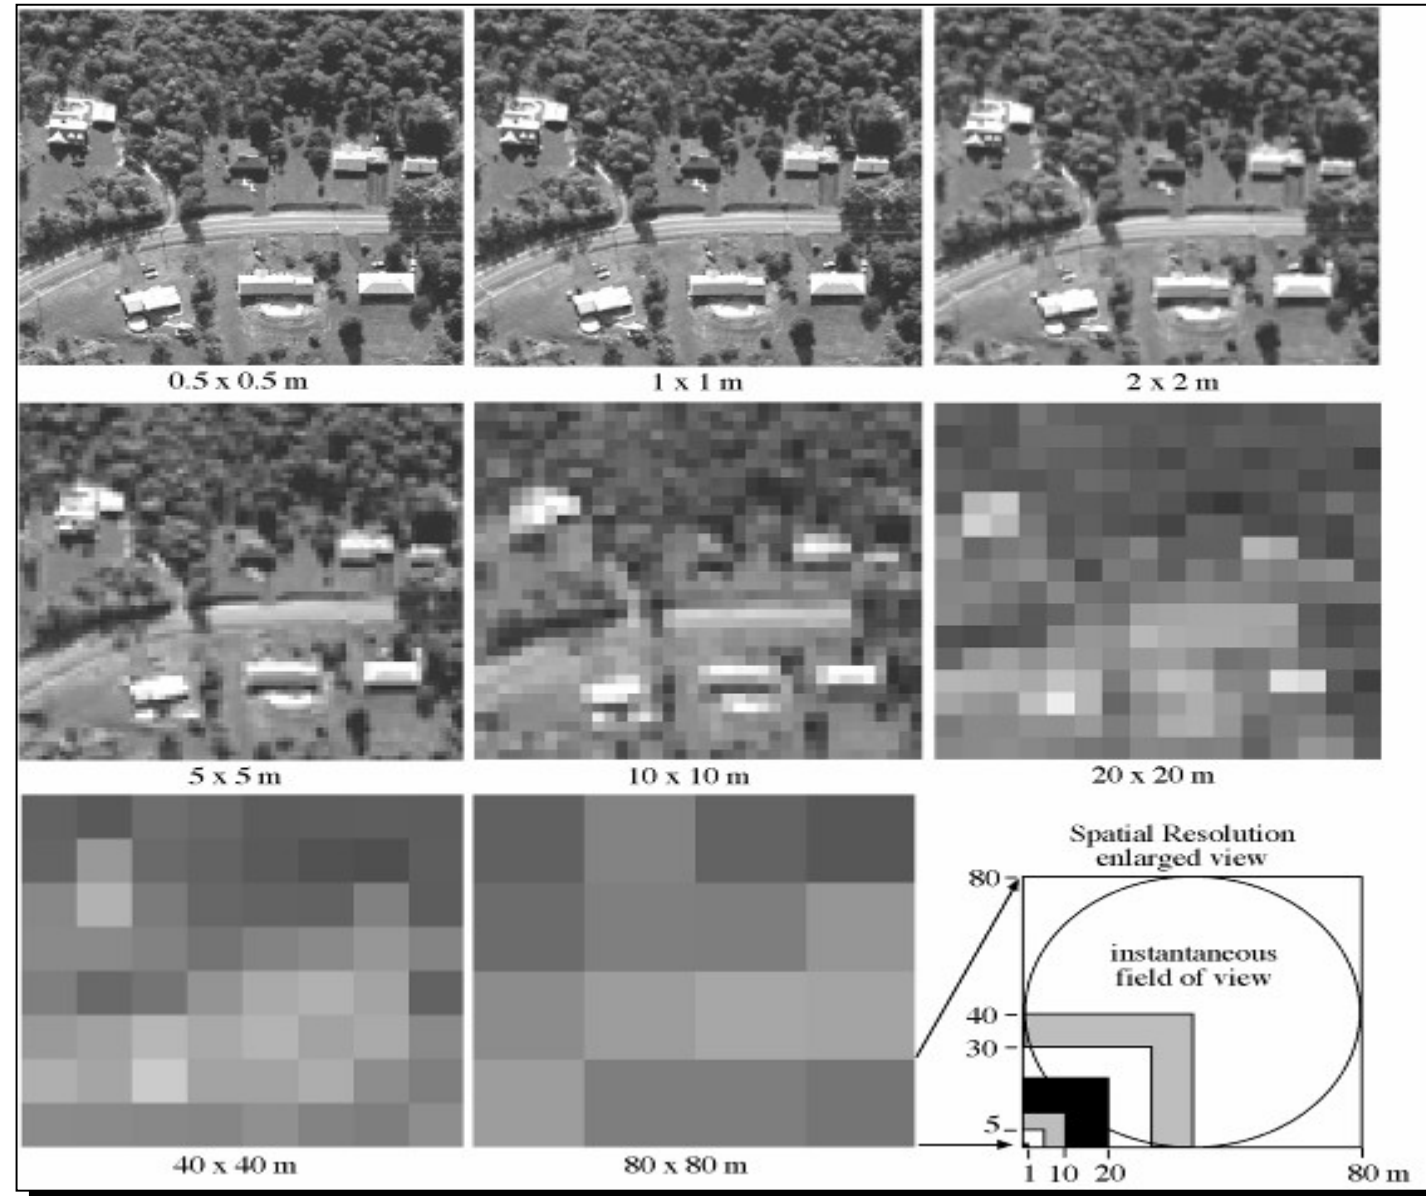 0.5 x 0.5 m
1 x 1 m
2 x 2 m
5 x 5 m
10 x 10 m
20 x 20 m
40 x 40 m
80 x 80 m
Spatial Resolution
enlarged view
80
instantaneous
field of view
40
30
5
1 10 20 80 m